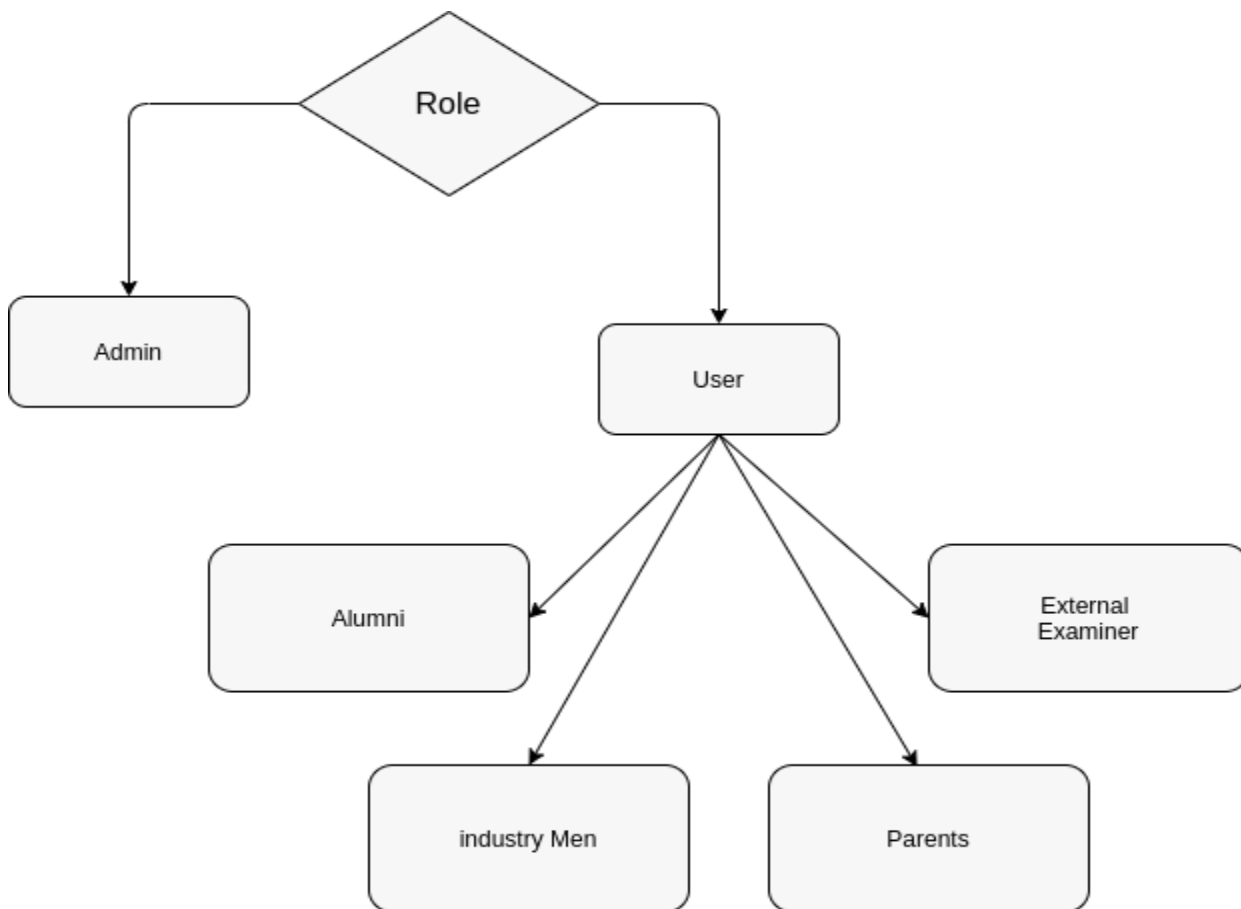 Role
Admin
User
Alumni
External
Examiner
industry Men
Parents